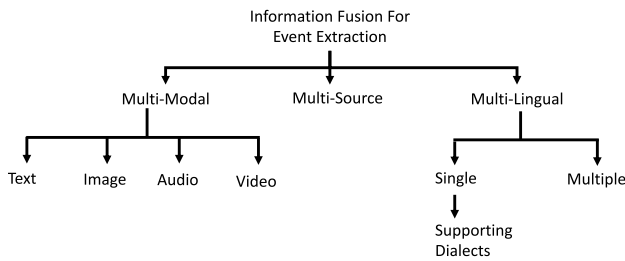 Information Fusion For
Event Extraction
Multi-Modal
Multi-Source
Multi-Lingual
Text
Image
Audio
Video
Single
Multiple
Supporting
Dialects